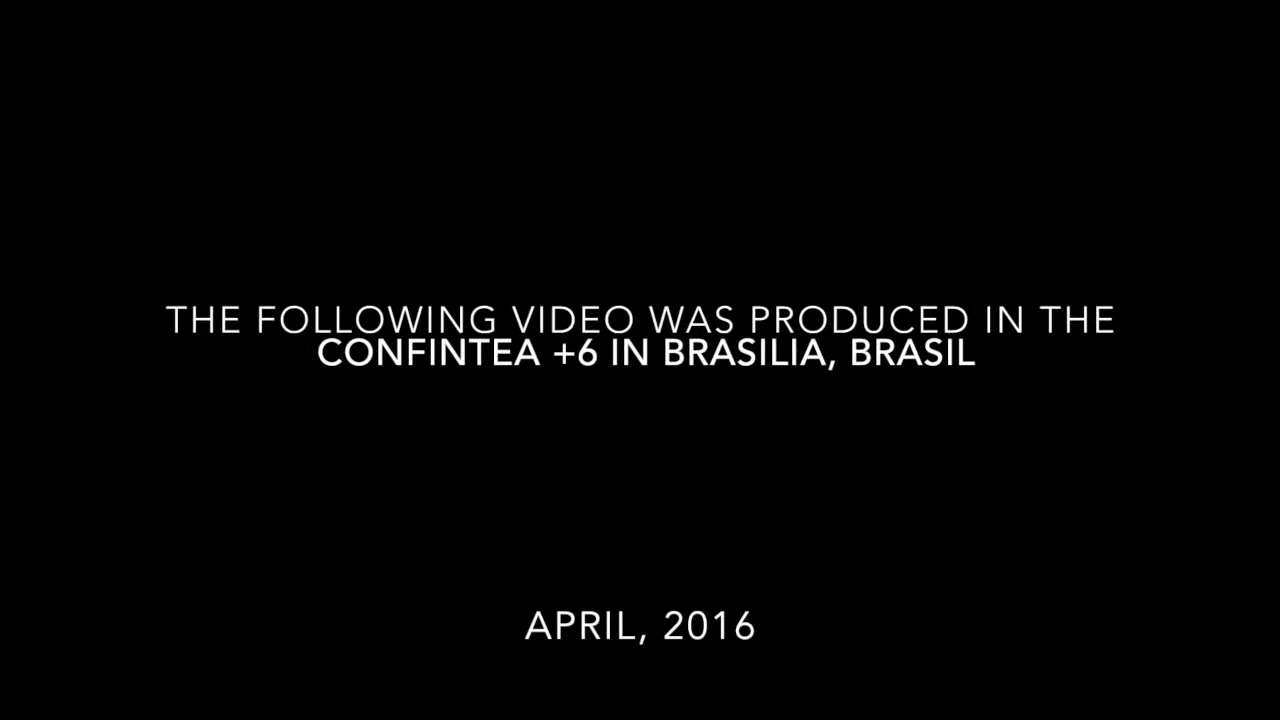 THE FOLLOWING VIDEO WAS PRODUCED IN THE
CONFINTEA +6 IN BRASILIA, BRASIL
APRIL, 2016